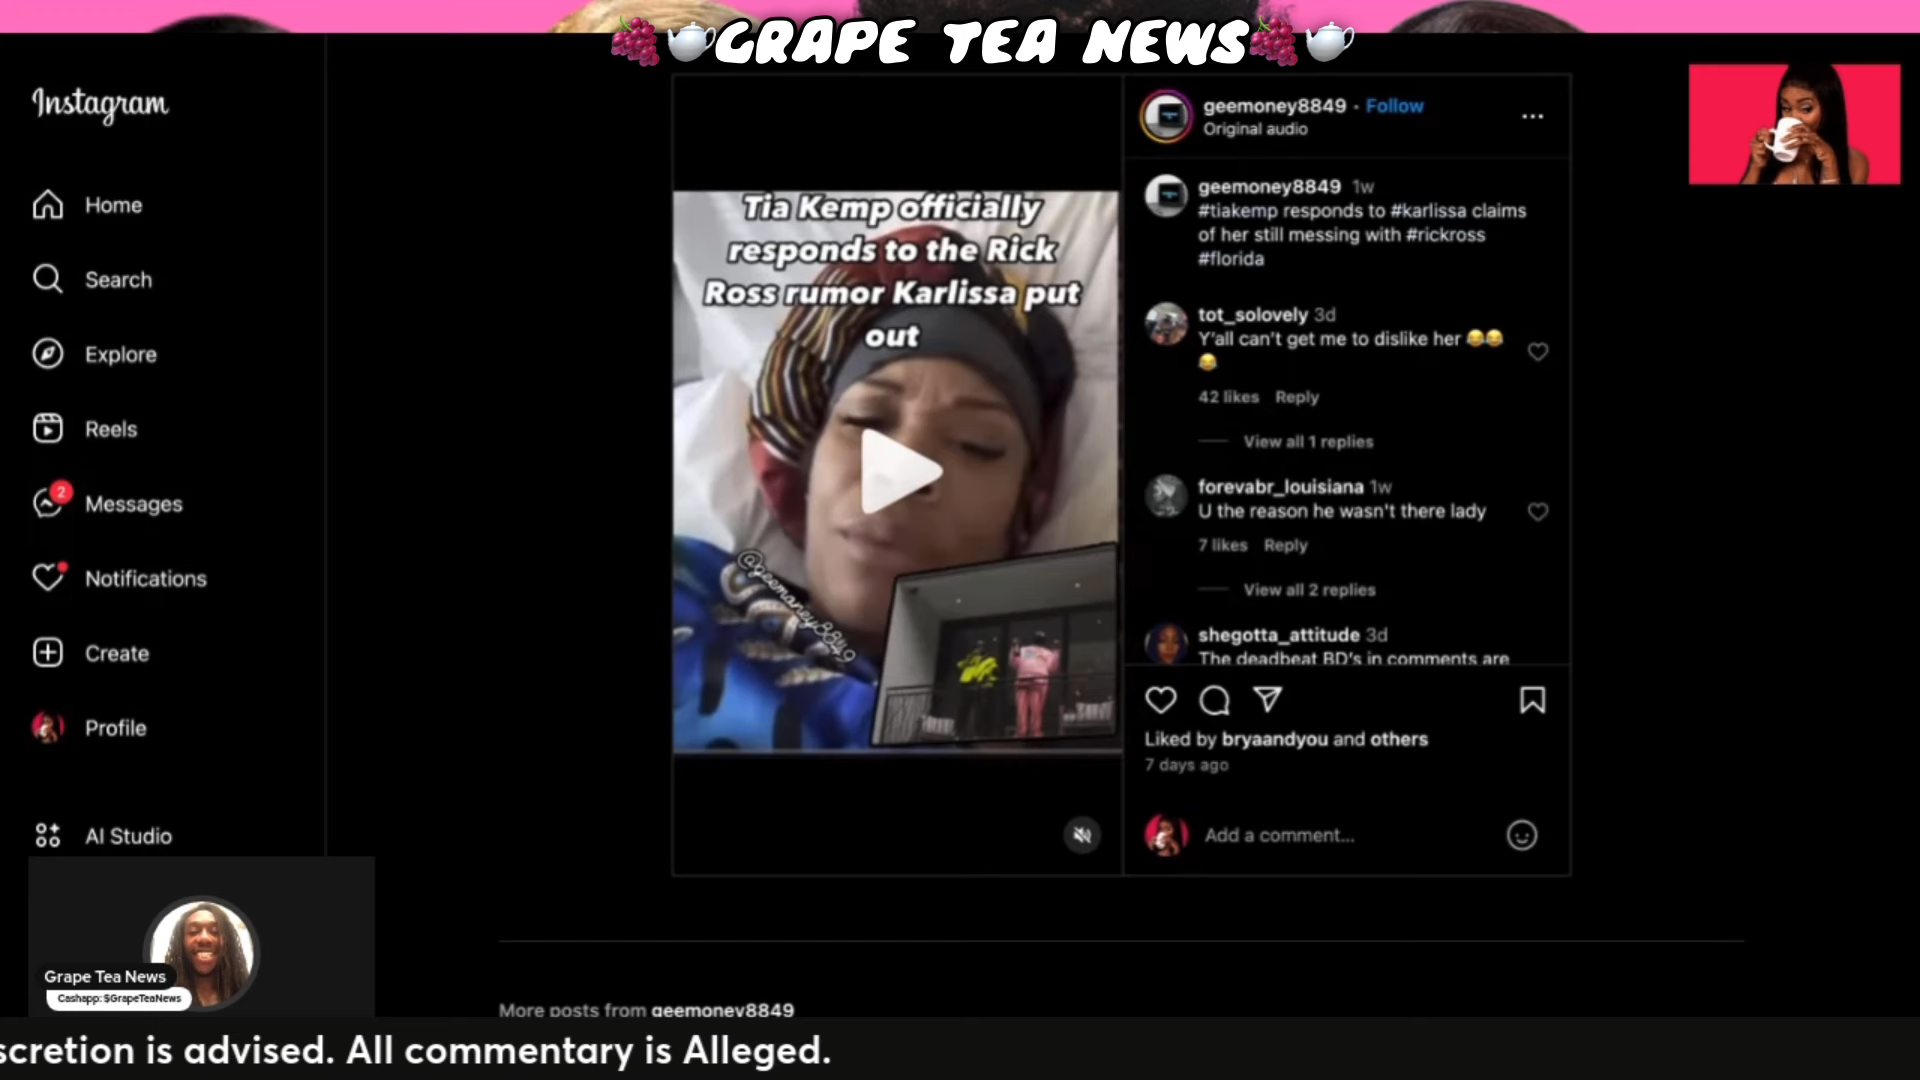 GRAPE TEA NEWS
Instagram
Home
Search
Explore
Reels
2
Messages
Notifications
Create
Profile
AI Studio
Tia Kemp officially
responds to the Rick
Ross rumor Karlissa put
out
@geemoney8849
geemoney8849 · Follow
Original audio
geemoney8849 1w
#tiakemp responds to #karlissa claims
of her still messing with #rickross
#florida
tot_solovely 3d
Y'all can't get me to dislike her 😂😂
😂
42 likes Reply
View all 1 replies
forevabr_louisiana 1w
U the reason he wasn't there lady
7 likes Reply
View all 2 replies
shegotta_attitude 3d
The deadbeat BD's in comments are
Liked by bryaandyou and others
7 days ago
Add a comment...
Grape Tea News
Cashapp: $GrapeTeaNews
More posts from geemoney8849
scretion is advised. All commentary is Alleged.